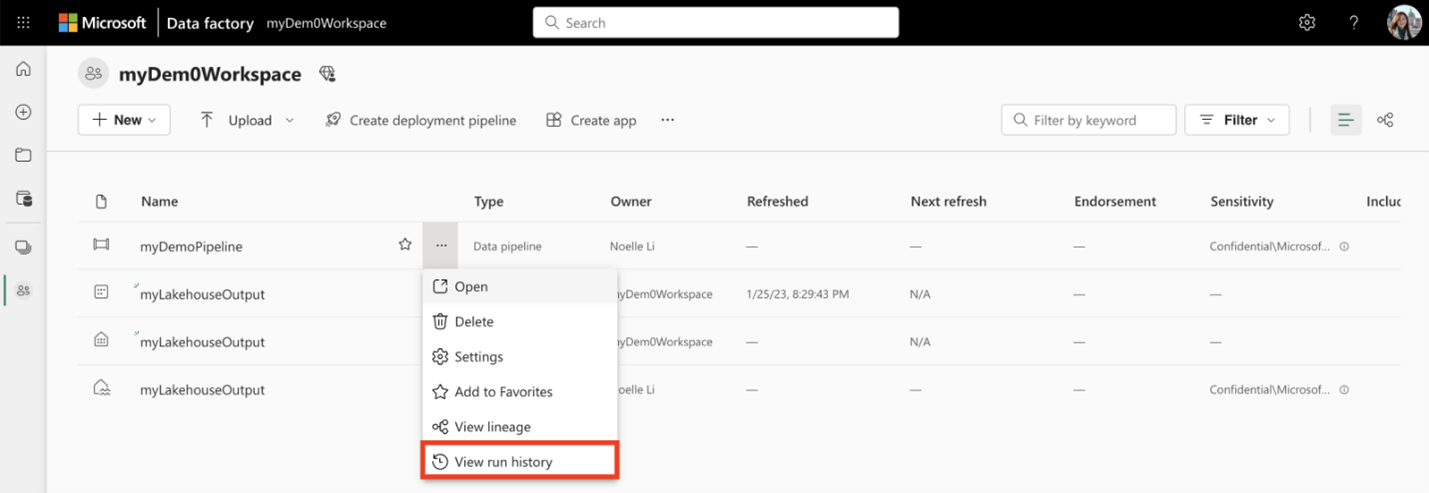 Microsoft Data factory myDem0Workspace Search ?
myDem0Workspace
New Upload Create deployment pipeline Create app ... Filter by keyword Filter
Name Type Owner Refreshed Next refresh Endorsement Sensitivity Incluc
myDemoPipeline ... Data pipeline Noelle Li — — — Confidential\Microsof...
Open
myLakehouseOutput myDem0Workspace 1/25/23, 8:29:43 PM N/A — —
Delete
myLakehouseOutput myDem0Workspace — N/A — —
Settings
myLakehouseOutput oelle Li — — — Confidential\Microsof...
Add to Favorites
View lineage
View run history